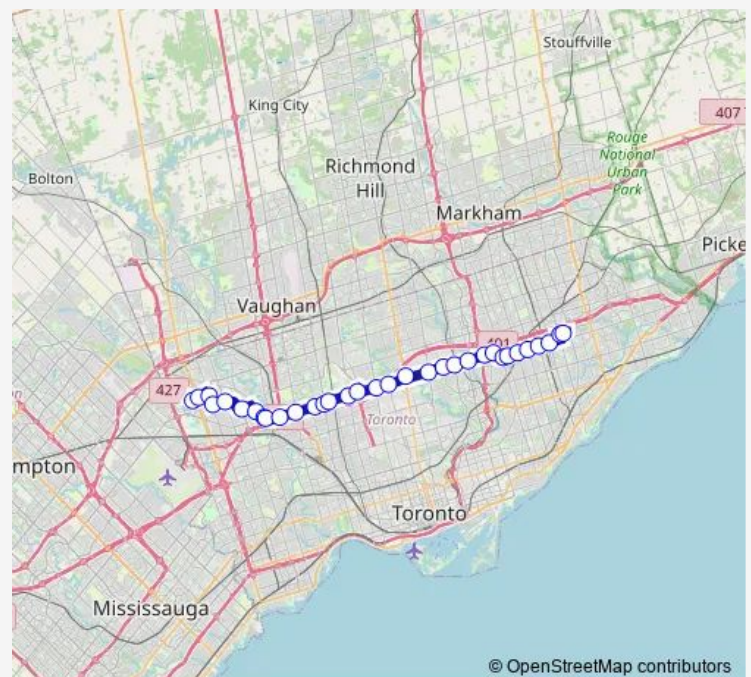 Stouffville
King City
407
Rouge
National
Urban
Park
Richmond
Hill
Bolton
Markham
Picke
Vaughan
401
427
Toronto
mpton
Toronto
Mississauga
© OpenStreetMap contributors